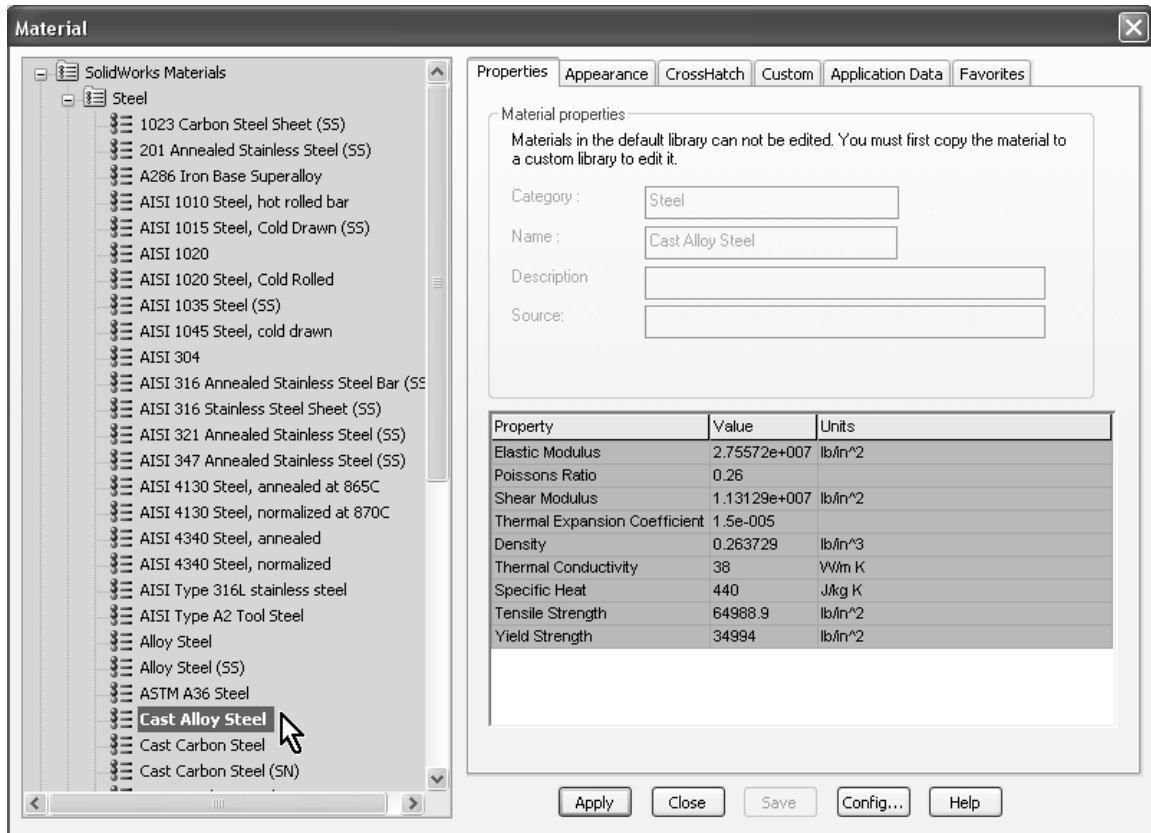 Material
SolidWorks Materials
Steel
1023 Carbon Steel Sheet (SS)
201 Annealed Stainless Steel (SS)
A286 Iron Base Superalloy
AISI 1010 Steel, hot rolled bar
AISI 1015 Steel, Cold Drawn (SS)
AISI 1020
AISI 1020 Steel, Cold Rolled
AISI 1035 Steel (SS)
AISI 1045 Steel, cold drawn
AISI 304
AISI 316 Annealed Stainless Steel Bar (SS
AISI 316 Stainless Steel Sheet (SS)
AISI 321 Annealed Stainless Steel (SS)
AISI 347 Annealed Stainless Steel (SS)
AISI 4130 Steel, annealed at 865C
AISI 4130 Steel, normalized at 870C
AISI 4340 Steel, annealed
AISI 4340 Steel, normalized
AISI Type 316L stainless steel
AISI Type A2 Tool Steel
Alloy Steel
Alloy Steel (SS)
ASTM A36 Steel
Cast Alloy Steel
Cast Carbon Steel
Cast Carbon Steel (SN)
Properties Appearance CrossHatch Custom Application Data Favorites
Material properties
Materials in the default library can not be edited. You must first copy the material to
a custom library to edit it.
Category : Steel
Name : Cast Alloy Steel
Description
Source:
Property Value Units
Elastic Modulus 2.75572e+007 lb/in^2
Poissons Ratio 0.26
Shear Modulus 1.13129e+007 lb/in^2
Thermal Expansion Coefficient 1.5e-005
Density 0.263729 lb/in^3
Thermal Conductivity 38 W/m K
Specific Heat 440 J/kg K
Tensile Strength 64988.9 lb/in^2
Yield Strength 34994 lb/in^2
Apply Close Save Config... Help